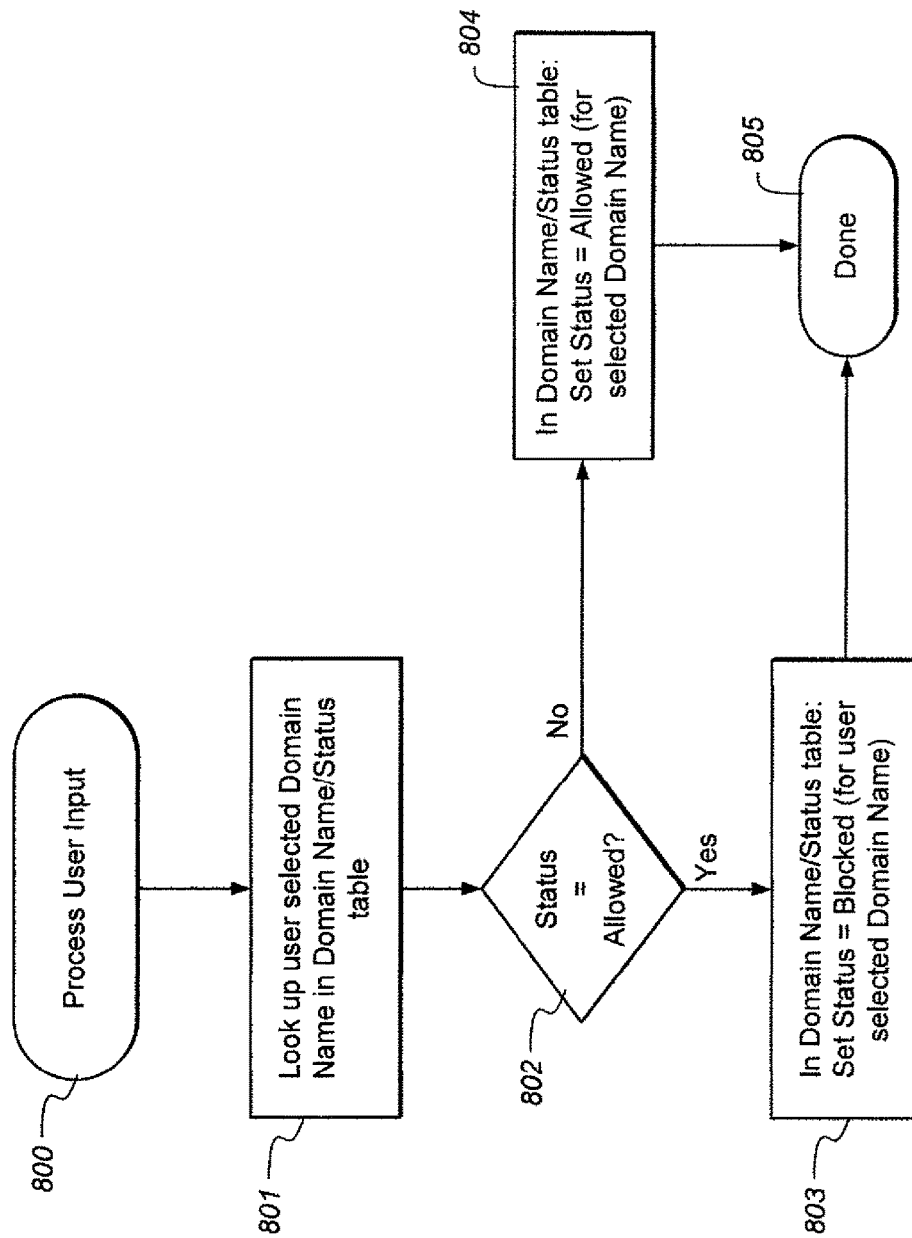 800
Process User Input
801
Look up user selected Domain
Name in Domain Name/Status
table
802
Status
=
Allowed?
No
Yes
804
In Domain Name/Status table:
Set Status = Allowed (for
selected Domain Name)
803
In Domain Name/Status table:
Set Status = Blocked (for user
selected Domain Name)
805
Done